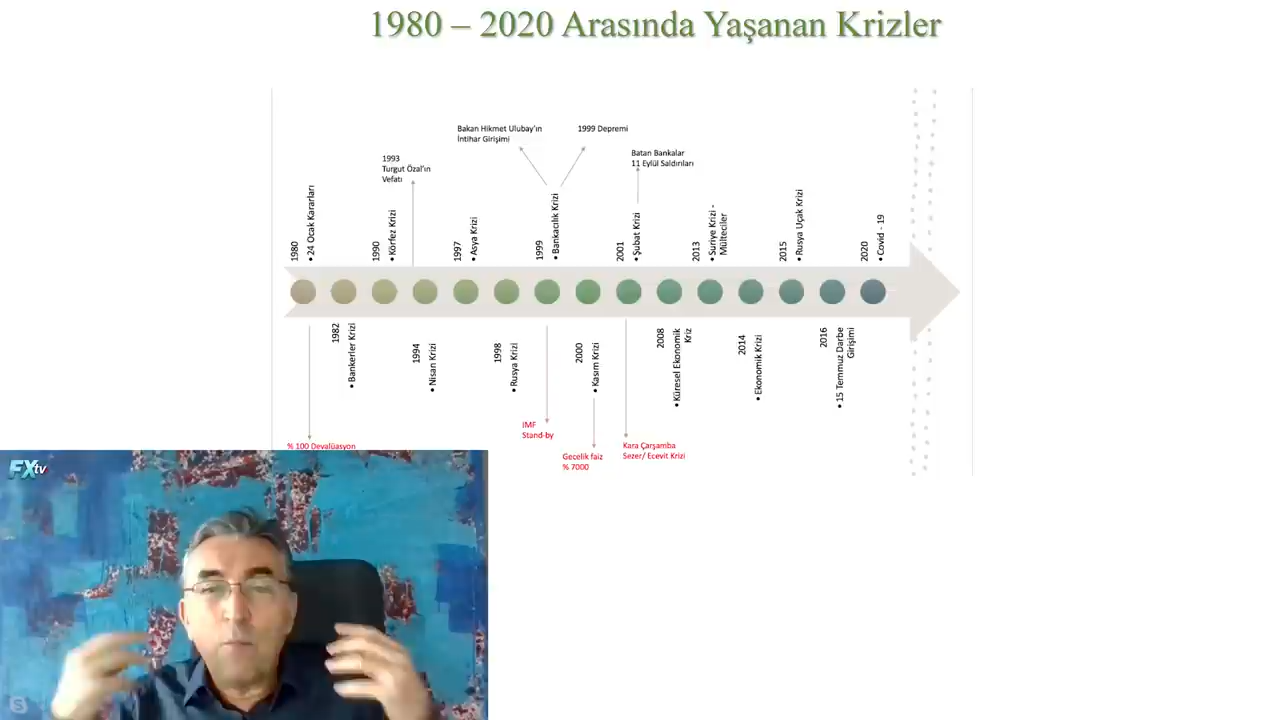 1980 – 2020 Arasında Yaşanan Krizler
Bakan Hikmet Ulubay'ın
İntihar Girişimi
1999 Depremi
1993
Turgut Özal'ın
Vefatı
Batan Bankalar
11 Eylül Saldırıları
1980
• 24 Ocak Kararları
1990
• Körfez Krizi
1997
• Asya Krizi
1999
• Bankacılık Krizi
2001
• Şubat Krizi
2013
• Suriye Krizi -
Mülteciler
2015
• Rusya Uçak Krizi
2020
• Covid - 19
1982
• Bankerler Krizi
1994
• Nisan Krizi
1998
• Rusya Krizi
2000
• Kasım Krizi
2008
• Küresel Ekonomik
Kriz
2014
• Ekonomik Krizi
2016
• 15 Temmuz Darbe
Girişimi
% 100 Devalüasyon
IMF
Stand-by
Gecelik faiz
% 7000
Kara Çarşamba
Sezer/ Ecevit Krizi
FXtv
S